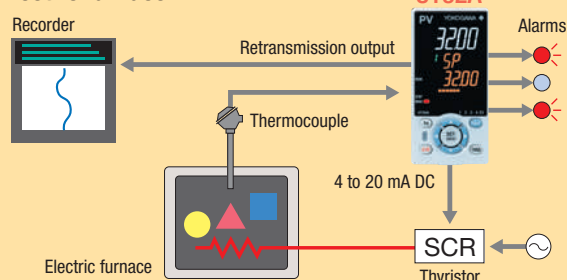 Recorder
Retransmission output
Alarms
PV
YOKOGAWA
3200
SP
3200
Thermocouple
4 to 20 mA DC
Electric furnace
SCR
Thyristor